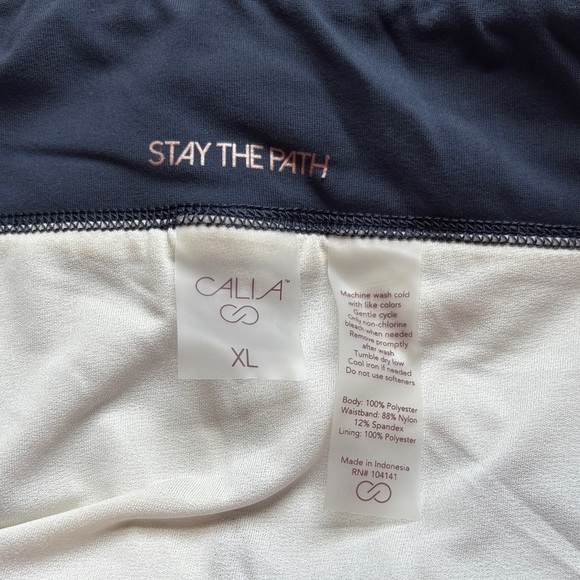 STAY THE PATH
CALIA™
XL
Machine wash cold
with like colors
Gentle cycle
Only non-chlorine
bleach when needed
Remove promptly
after wash
Tumble dry low
Cool iron if needed
Do not use softeners
Body: 100% Polyester
Waistband: 88% Nylon
12% Spandex
Lining: 100% Polyester
Made in Indonesia
RN# 104141